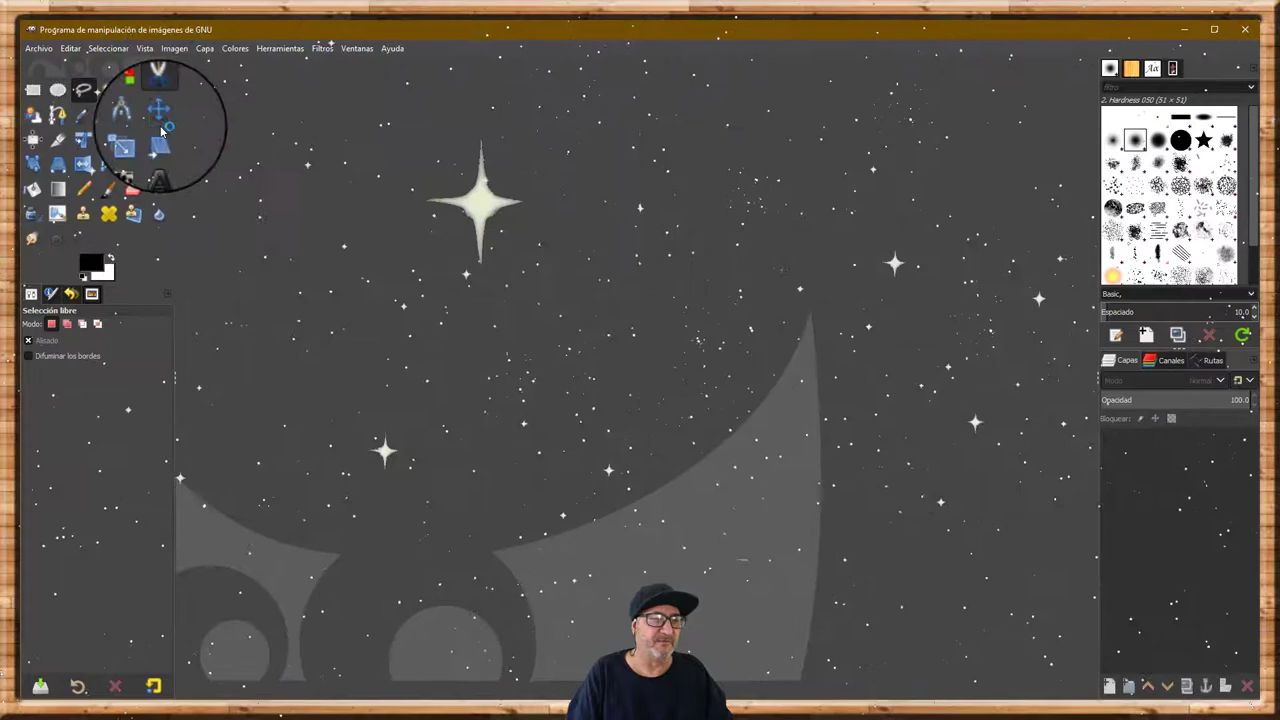 Programa de manipulación de imágenes de GNU
Archivo Editar Seleccionar Vista Imagen Capa Colores Herramientas Filtros Ventanas Ayuda
Aa
filtro
2. Hardness 050 (51 × 51)
Selección libre
Modo:
Alisado
Difuminar los bordes
Basic,
Espaciado 10.0
Capas Canales Rutas
Modo Normal
Opacidad 100.0
Bloquear: